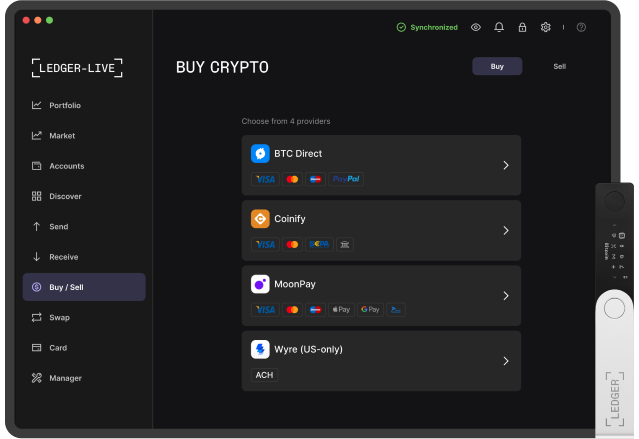 Synchronized
LEDGER-LIVE
BUY CRYPTO
Buy
Sell
Portfolio
Market
Accounts
Discover
Send
Receive
Buy / Sell
Swap
Card
Manager
Choose from 4 providers
BTC Direct
VISA
PayPal
Coinify
VISA
SEPA
MoonPay
VISA
Pay
G Pay
Wyre (US-only)
ACH
Bitcoin
LEDGER